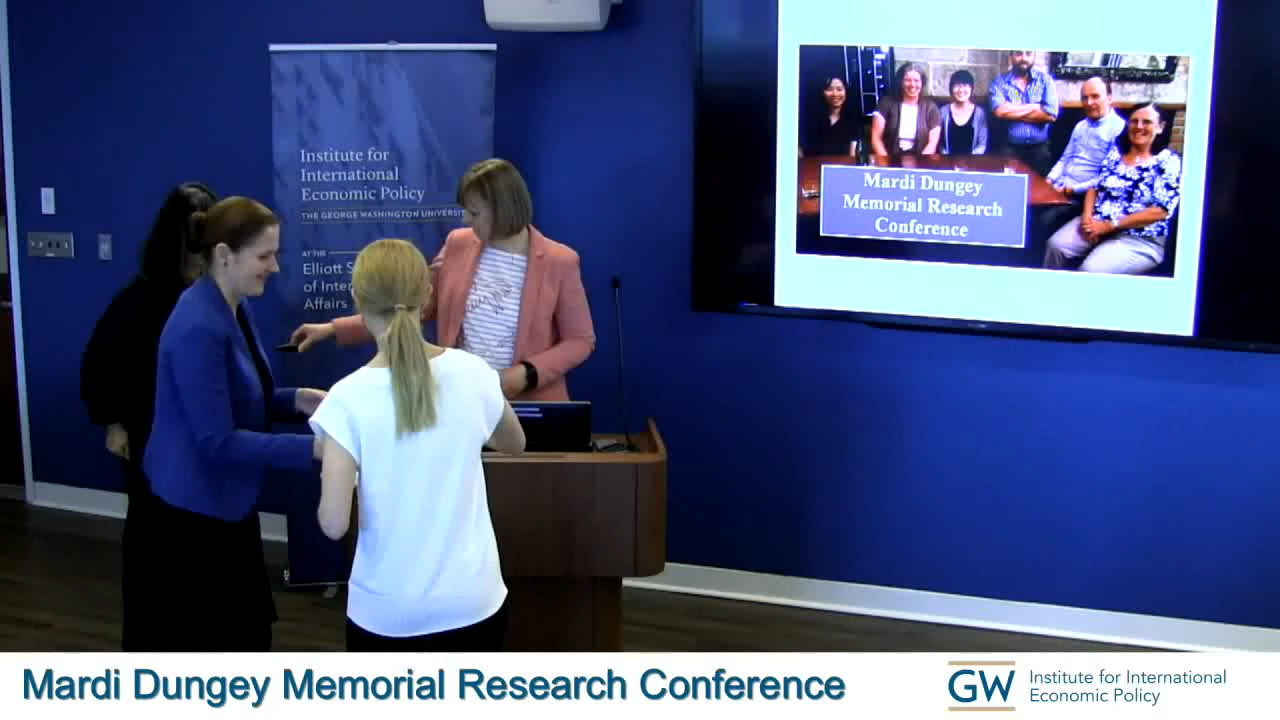 Institute for
International
Economic Policy
THE GEORGE WASHINGTON UNIVERSITY
AT THE
Elliott S
of Inter
Affairs
Mardi Dungey
Memorial Research
Conference
Mardi Dungey Memorial Research Conference
GW
Institute for International
Economic Policy